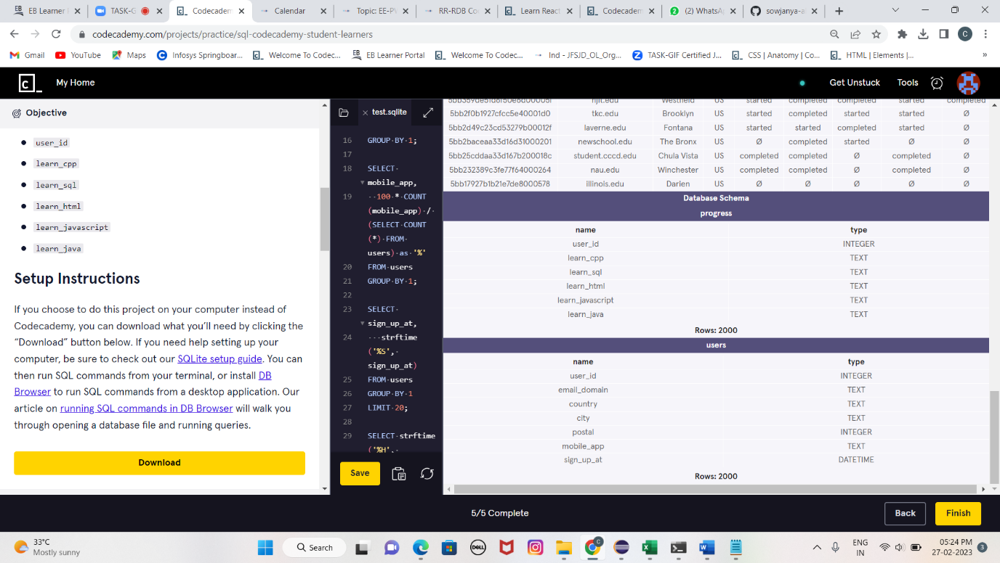 EB Learner
TASK-G
Codecadem
Calendar
Topic: EE-PV
RR-RDB Co
Learn React
Codecadem
(2) WhatsA
sowjanya-a
codecademy.com/projects/practice/sql-codecademy-student-learners
C
Gmail
YouTube
Maps
Infosys Springboar...
Welcome To Codec...
EB Learner Portal
Welcome To Codec...
Ind - JFSJD_OL_Org...
TASK-GIF Certified J...
CSS | Anatomy | Co...
HTML | Elements |...
»
My Home
Get Unstuck
Tools
Objective
user_id
learn_cpp
learn_sql
learn_html
learn_javascript
learn_java
Setup Instructions
If you choose to do this project on your computer instead of
Codecademy, you can download what you'll need by clicking the
“Download” button below. If you need help setting up your
computer, be sure to check out our SQLite setup guide. You can
then run SQL commands from your terminal, or install DB
Browser to run SQL commands from a desktop application. Our
article on running SQL commands in DB Browser will walk you
through opening a database file and running queries.
Download
test.sqlite
16 GROUP·BY·1;
17
18 SELECT·
mobile_app,
19 ··100·*·COUNT
(mobile_app)·/·
(SELECT·COUNT
(*)·FROM·
users)·as·'%'
20 FROM·users
21 GROUP·BY·1;
22
23 SELECT·
sign_up_at,
24 ···strftime
('%S',·
sign_up_at)
25 FROM·users
26 GROUP·BY·1
27 LIMIT·20;
28
29 SELECT·strftime
('%H',·
Save
njit.edu Westfield US started completed completed started completed
5bb2f0b1927cfcc5e40001d0 tkc.edu Brooklyn US started completed started started Ø
5bb2d49c23cd53279b00012f laverne.edu Fontana US started started completed started Ø
5bb2baceaa33d16d31000201 newschool.edu The Bronx US Ø completed started Ø Ø
5bb25cddaa33d167b200018c student.cccd.edu Chula Vista US completed completed Ø completed Ø
5bb232389c3fe77f64000264 nau.edu Winchester US completed completed Ø completed Ø
5bb17927b1b21e7de8000578 illinois.edu Darien US Ø Ø Ø Ø Ø
Database Schema
progress
name type
user_id INTEGER
learn_cpp TEXT
learn_sql TEXT
learn_html TEXT
learn_javascript TEXT
learn_java TEXT
Rows: 2000
users
name type
user_id INTEGER
email_domain TEXT
country TEXT
city TEXT
postal INTEGER
mobile_app TEXT
sign_up_at DATETIME
Rows: 2000
5/5 Complete
Back
Finish
33°C
Mostly sunny
Search
DELL
ENG
IN
05:24 PM
27-02-2023
3